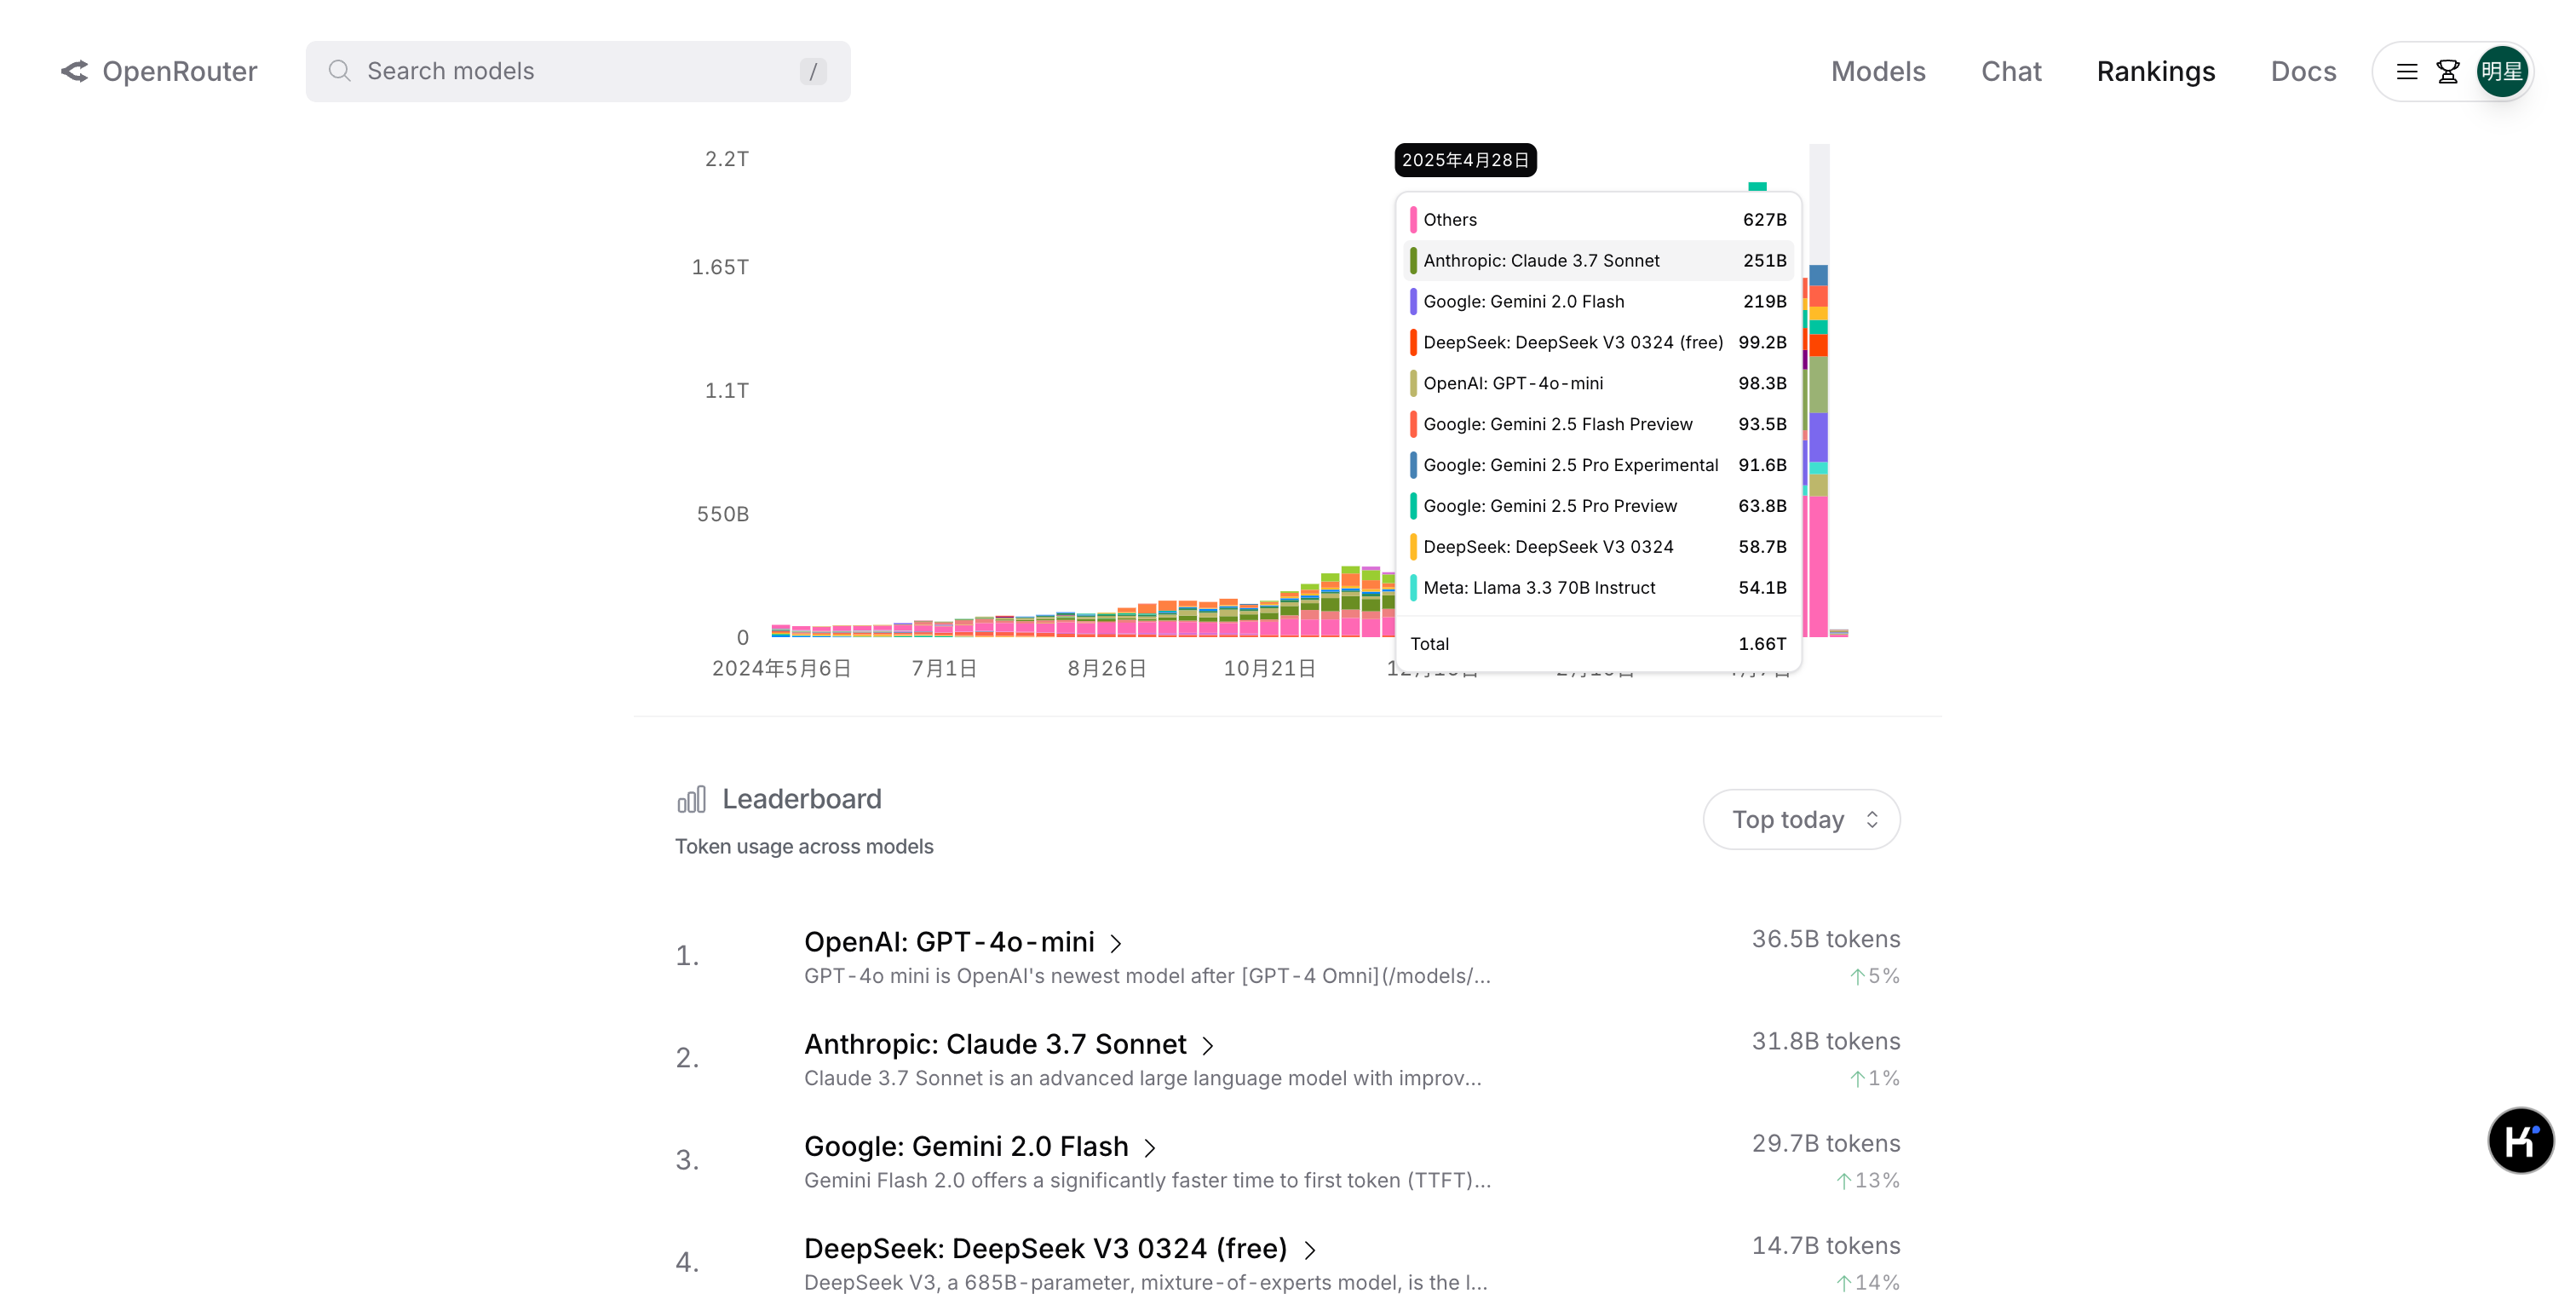 OpenRouter
Search models
/
Models
Chat
Rankings
Docs
明星
2.2T
1.65T
1.1T
550B
0
2025年4月28日
Others 627B
Anthropic: Claude 3.7 Sonnet 251B
Google: Gemini 2.0 Flash 219B
DeepSeek: DeepSeek V3 0324 (free) 99.2B
OpenAI: GPT-4o-mini 98.3B
Google: Gemini 2.5 Flash Preview 93.5B
Google: Gemini 2.5 Pro Experimental 91.6B
Google: Gemini 2.5 Pro Preview 63.8B
DeepSeek: DeepSeek V3 0324 58.7B
Meta: Llama 3.3 70B Instruct 54.1B
Total 1.66T
2024年5月6日
7月1日
8月26日
10月21日
Leaderboard
Token usage across models
Top today
1.
OpenAI: GPT-4o-mini
36.5B tokens
GPT-4o mini is OpenAI's newest model after [GPT-4 Omni](/models/...
↑5%
2.
Anthropic: Claude 3.7 Sonnet
31.8B tokens
Claude 3.7 Sonnet is an advanced large language model with improv...
↑1%
3.
Google: Gemini 2.0 Flash
29.7B tokens
Gemini Flash 2.0 offers a significantly faster time to first token (TTFT)...
↑13%
4.
DeepSeek: DeepSeek V3 0324 (free)
14.7B tokens
DeepSeek V3, a 685B-parameter, mixture-of-experts model, is the l...
↑14%
K